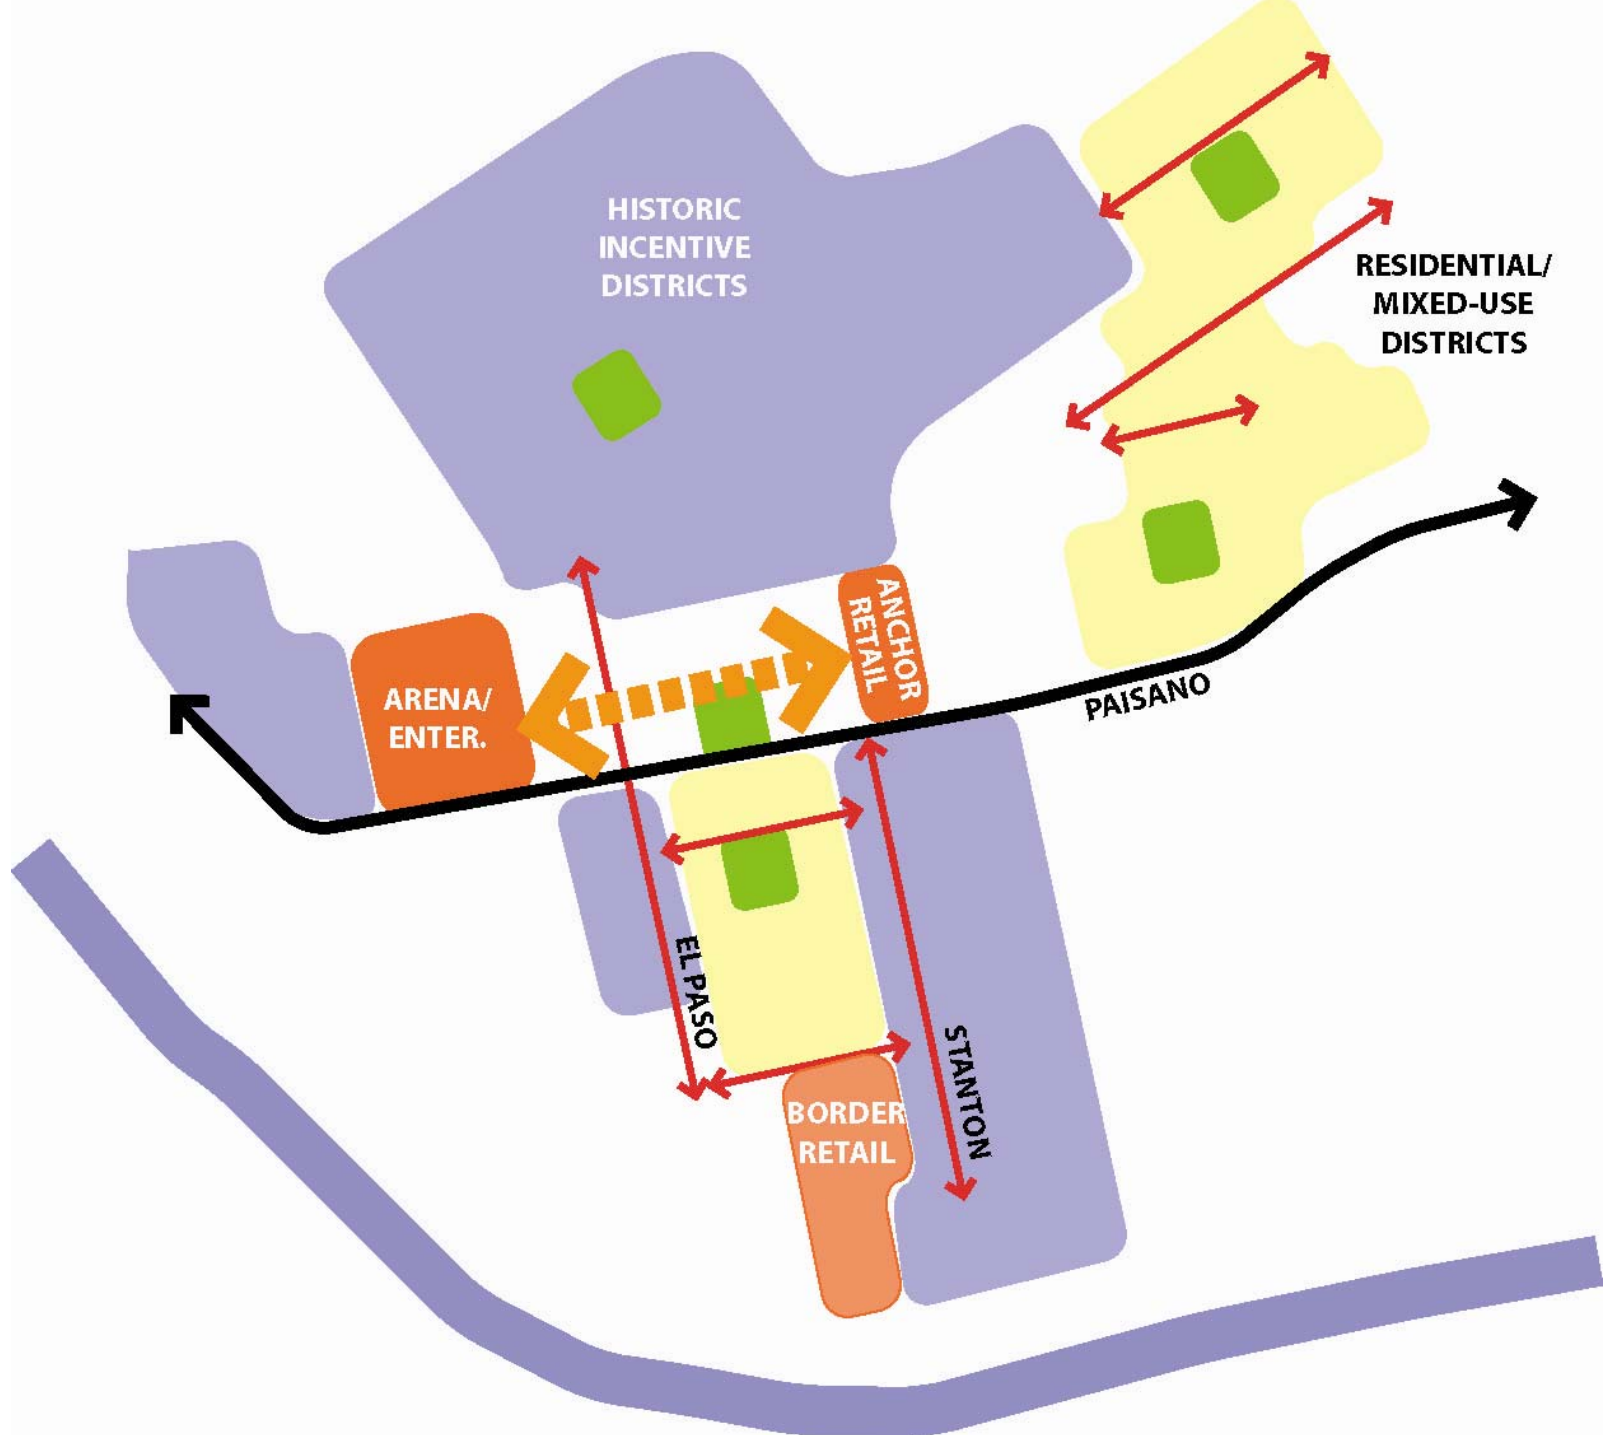 HISTORIC
INCENTIVE
DISTRICTS
RESIDENTIAL/
MIXED-USE
DISTRICTS
ANCHOR
RETAIL
ARENA/
ENTER.
PAISANO
EL PASO
STANTON
BORDER
RETAIL